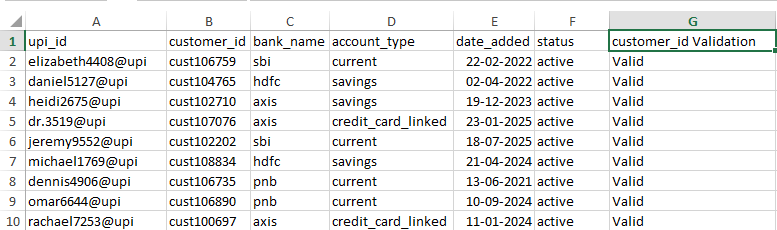 A B C D E F G
1 upi_id customer_id bank_name account_type date_added status customer_id Validation
2 elizabeth4408@upi cust106759 sbi current 22-02-2022 active Valid
3 daniel5127@upi cust104765 hdfc savings 02-04-2022 active Valid
4 heidi2675@upi cust102710 axis savings 19-12-2023 active Valid
5 dr.3519@upi cust107076 axis credit_card_linked 23-01-2025 active Valid
6 jeremy9552@upi cust102202 sbi current 18-07-2025 active Valid
7 michael1769@upi cust108834 hdfc savings 21-04-2024 active Valid
8 dennis4906@upi cust106735 pnb current 13-06-2021 active Valid
9 omar6644@upi cust106890 pnb current 10-09-2024 active Valid
10 rachael7253@upi cust100697 axis credit_card_linked 11-01-2024 active Valid